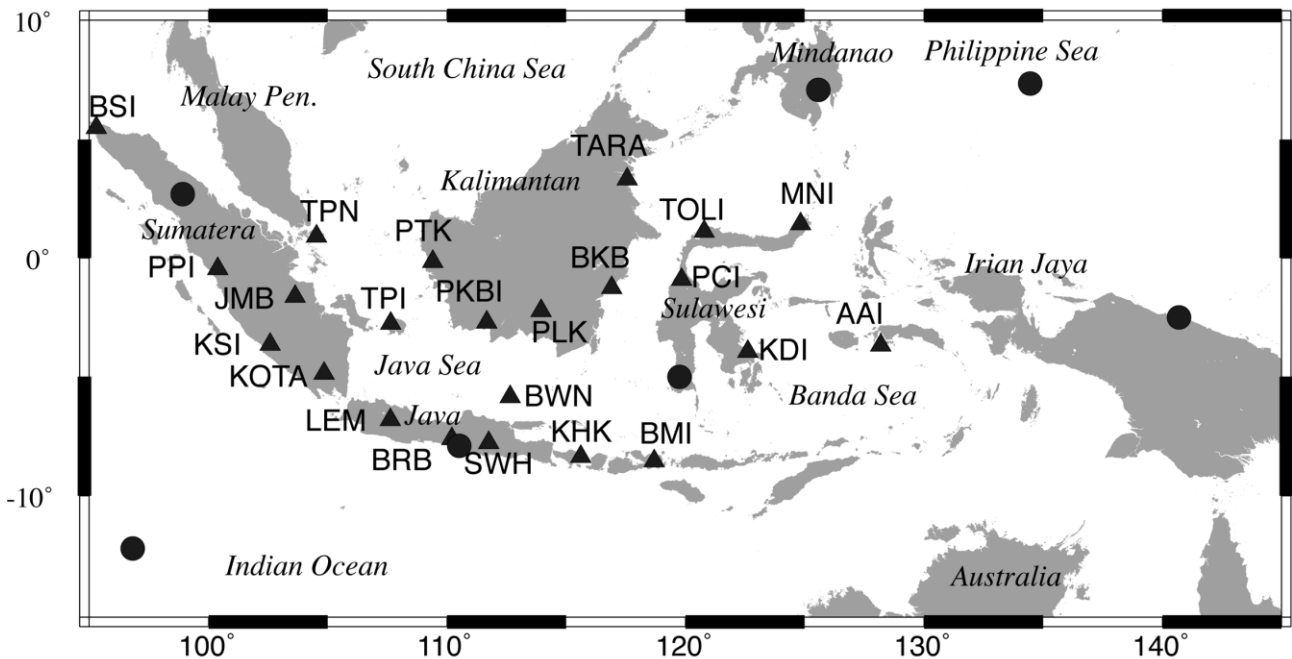 10°
Mindanao
Philippine Sea
South China Sea
Malay Pen.
BSI
TARA
Kalimantan
MNI
TPN
TOLI
Sumatera
PTK
0°
PPI
BKB
PCI
Irian Jaya
JMB
TPI
PKBI
Sulawesi
AAI
PLK
KSI
KDI
Java Sea
KOTA
BWN
Banda Sea
LEM
Java
KHK
BMI
BRB
SWH
-10°
Indian Ocean
Australia
100°
110°
120°
130°
140°